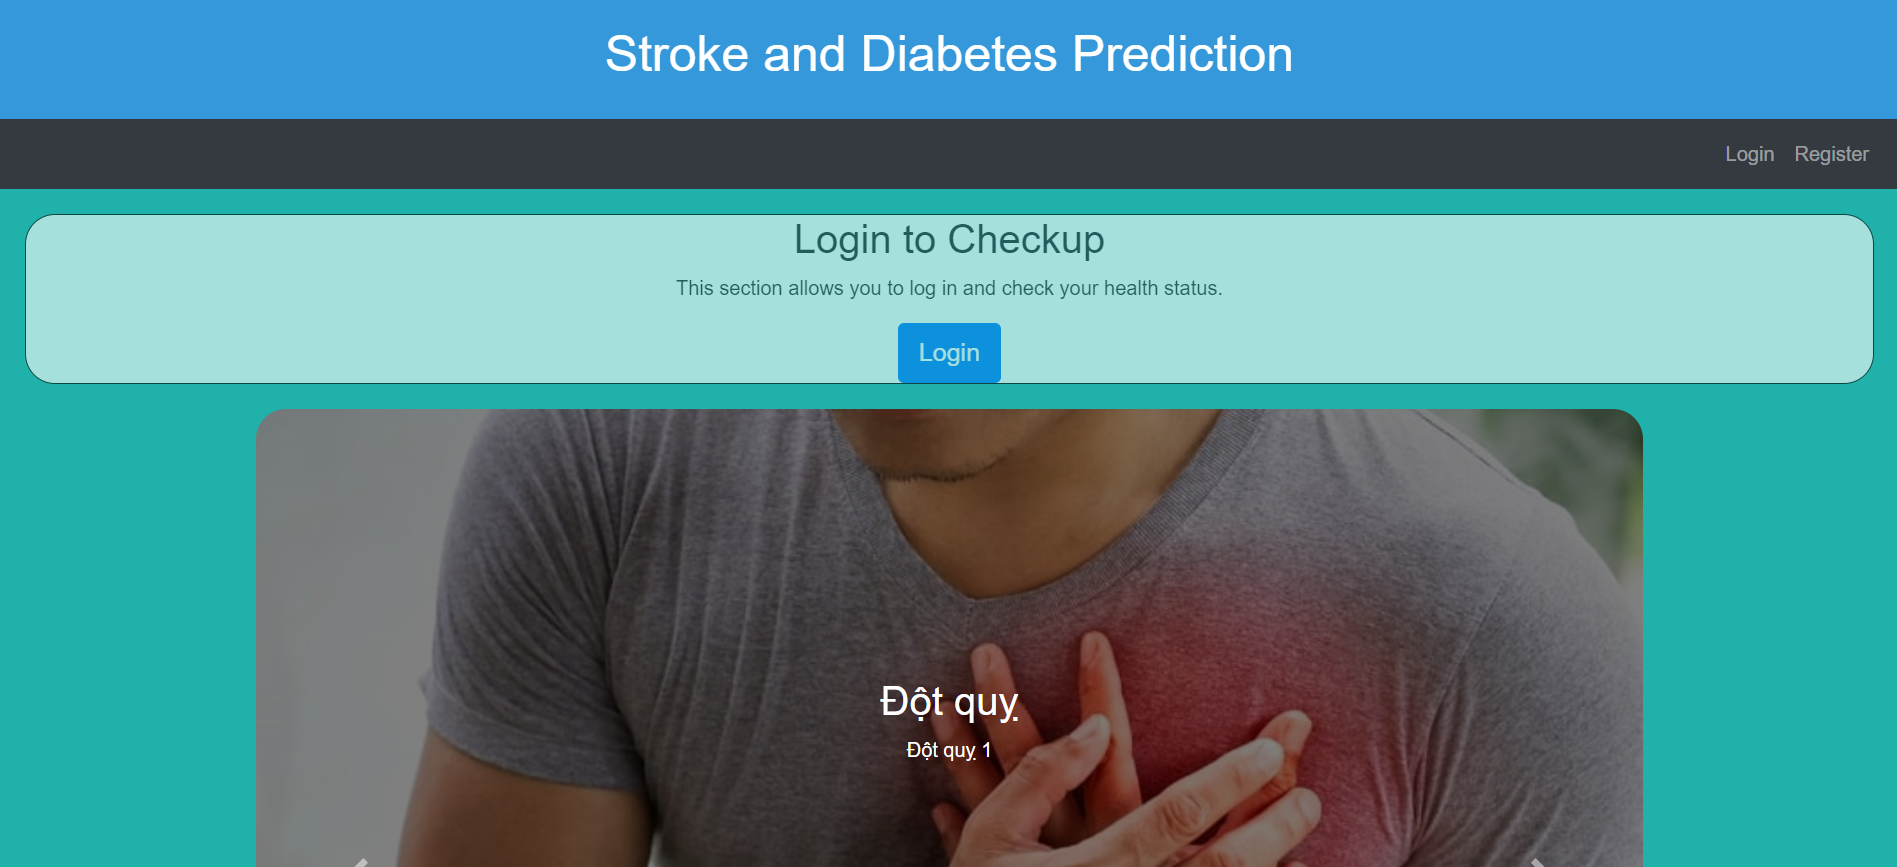 Stroke and Diabetes Prediction
Login Register
Login to Checkup
This section allows you to log in and check your health status.
Login
Đột quỵ
Đột quỵ 1